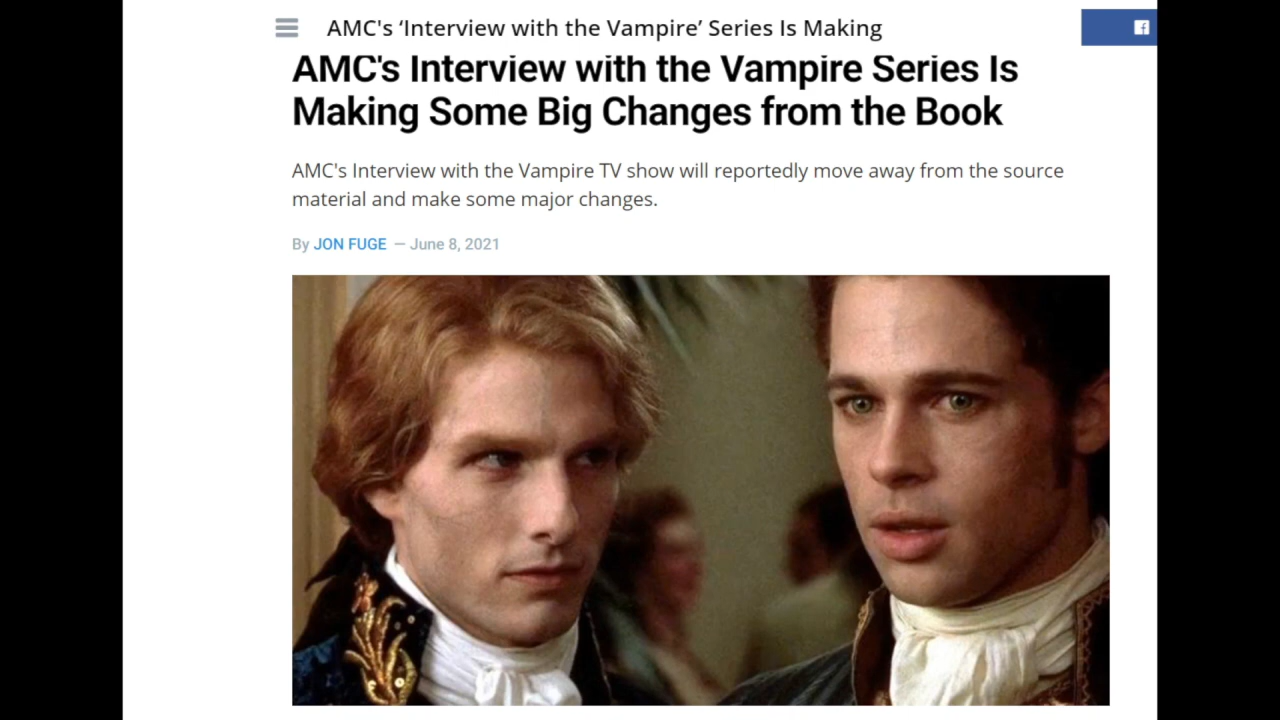 AMC's ‘Interview with the Vampire’ Series Is Making
AMC's Interview with the Vampire Series Is
Making Some Big Changes from the Book
AMC's Interview with the Vampire TV show will reportedly move away from the source
material and make some major changes.
By JON FUGE — June 8, 2021